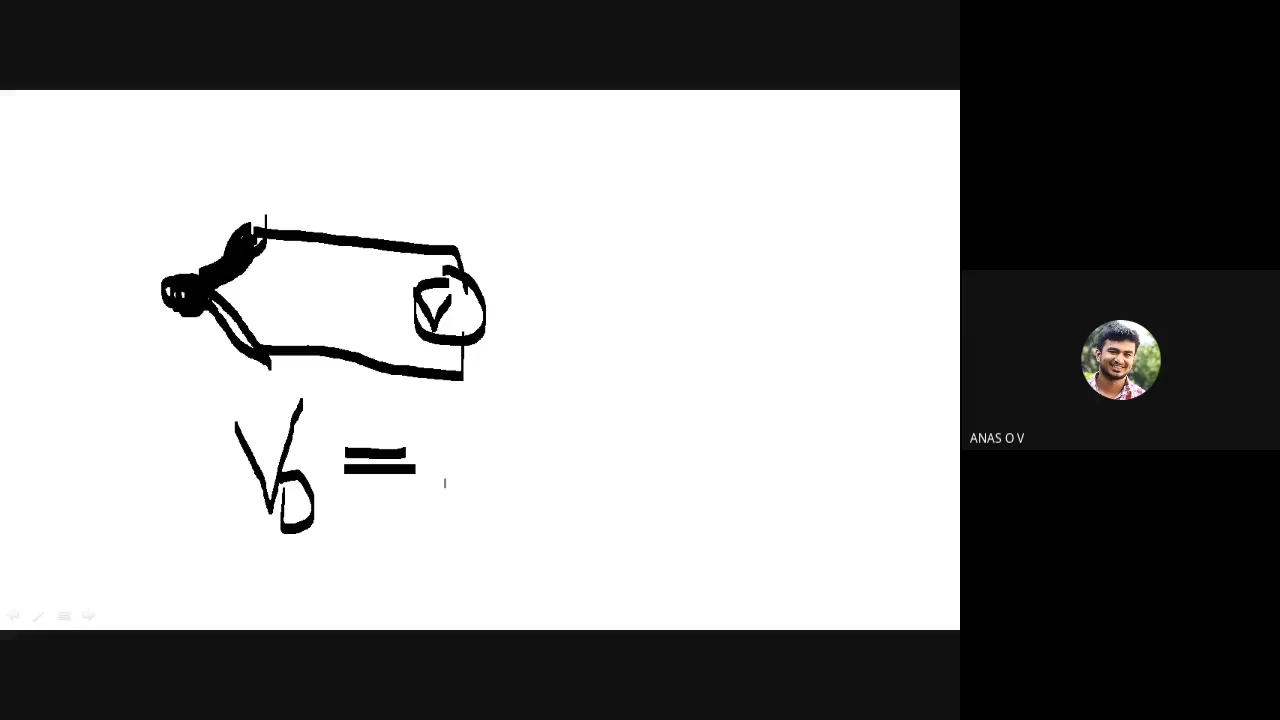 V
V₀ =
ANAS O V